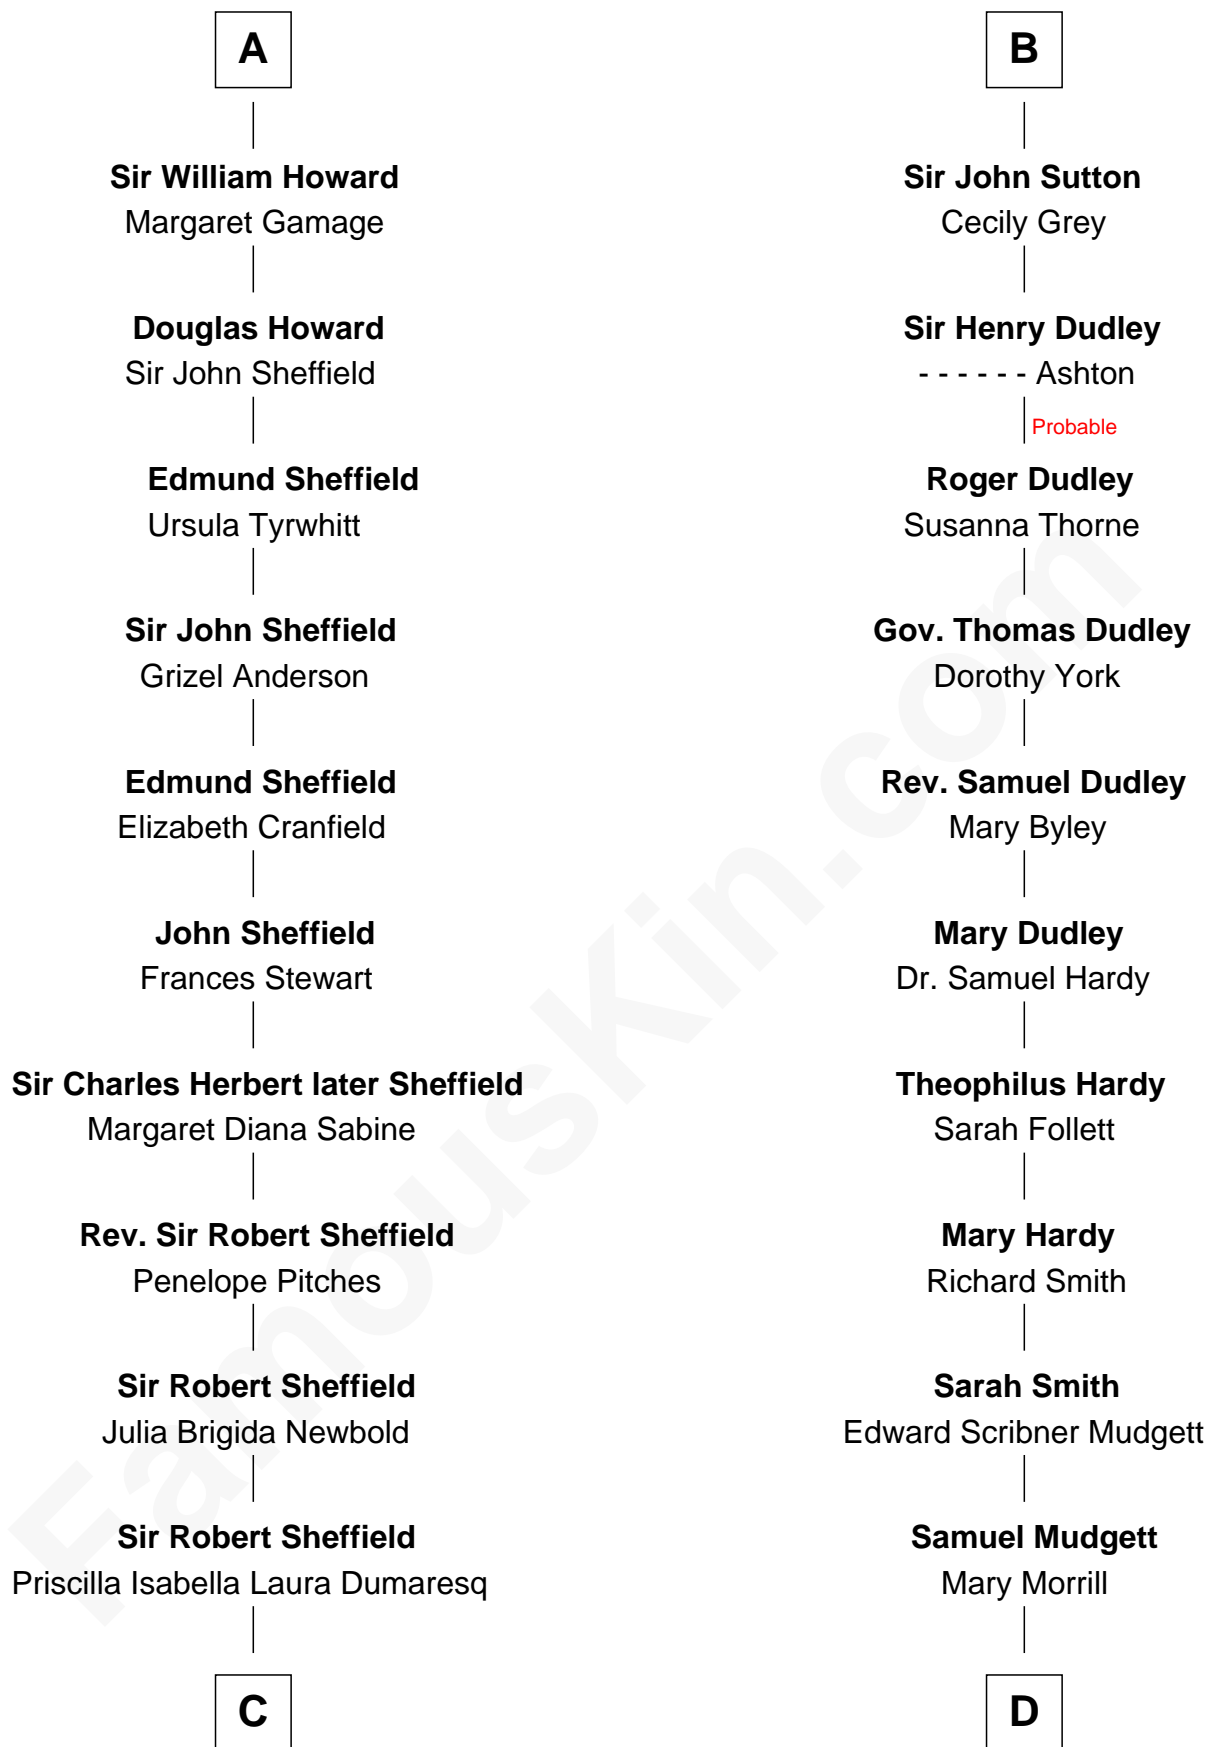 A
Sir William Howard
Margaret Gamage
Douglas Howard
Sir John Sheffield
Edmund Sheffield
Ursula Tyrwhitt
Sir John Sheffield
Grizel Anderson
Edmund Sheffield
Elizabeth Cranfield
John Sheffield
Frances Stewart
Sir Charles Herbert later Sheffield
Margaret Diana Sabine
Rev. Sir Robert Sheffield
Penelope Pitches
Sir Robert Sheffield
Julia Brigida Newbold
Sir Robert Sheffield
Priscilla Isabella Laura Dumaresq
C
B
Sir John Sutton
Cecily Grey
Sir Henry Dudley
- - - - - - Ashton
Probable
Roger Dudley
Susanna Thorne
Gov. Thomas Dudley
Dorothy York
Rev. Samuel Dudley
Mary Byley
Mary Dudley
Dr. Samuel Hardy
Theophilus Hardy
Sarah Follett
Mary Hardy
Richard Smith
Sarah Smith
Edward Scribner Mudgett
Samuel Mudgett
Mary Morrill
D
FamousKin.com